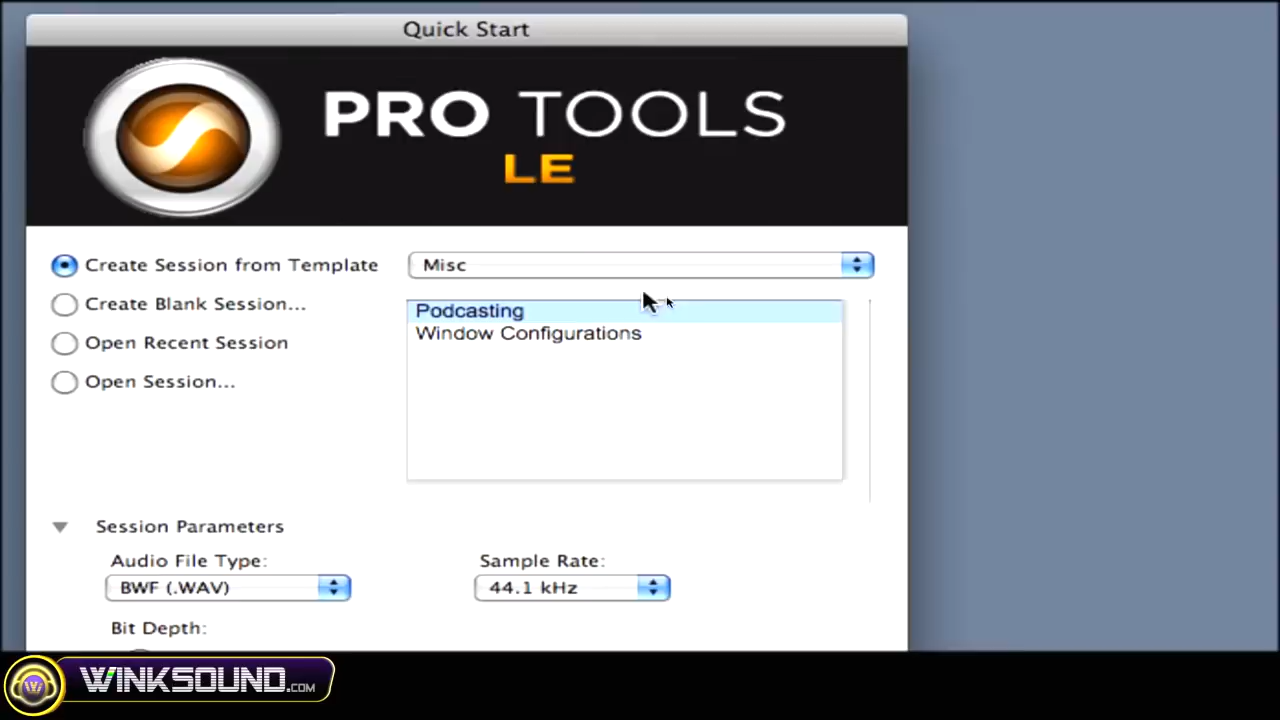 Quick Start
PRO TOOLS
LE
Create Session from Template
Misc
Create Blank Session...
Podcasting
Window Configurations
Open Recent Session
Open Session...
Session Parameters
Audio File Type:
Sample Rate:
BWF (.WAV)
44.1 kHz
Bit Depth:
W WINKSOUND.COM